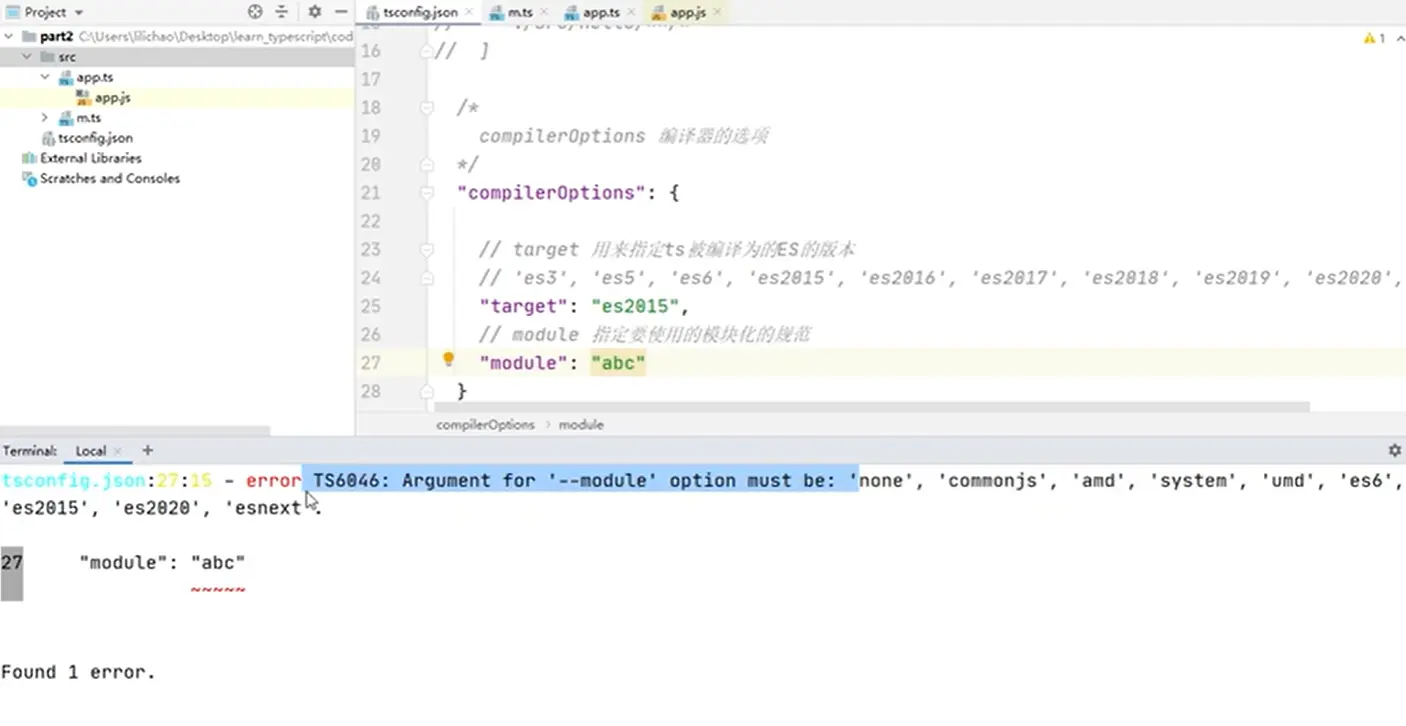 Project
tsconfig.json
m.ts
app.ts
app.js
part2 C:\Users\lilichao\Desktop\learn_typescript\cod
src
app.ts
app.js
m.ts
tsconfig.json
External Libraries
Scratches and Consoles
1
16 // ]
17
18 /*
19 compilerOptions 编译器的选项
20 */
21 "compilerOptions": {
22
23 // target 用来指定ts被编译为的ES的版本
24 // 'es3', 'es5', 'es6', 'es2015', 'es2016', 'es2017', 'es2018', 'es2019', 'es2020',
25 "target": "es2015",
26 // module 指定要使用的模块化的规范
27 "module": "abc"
28 }
compilerOptions › module
Terminal: Local +
tsconfig.json:27:15 - error TS6046: Argument for '--module' option must be: 'none', 'commonjs', 'amd', 'system', 'umd', 'es6',
'es2015', 'es2020', 'esnext'.
27 "module": "abc"
~~~~~
Found 1 error.